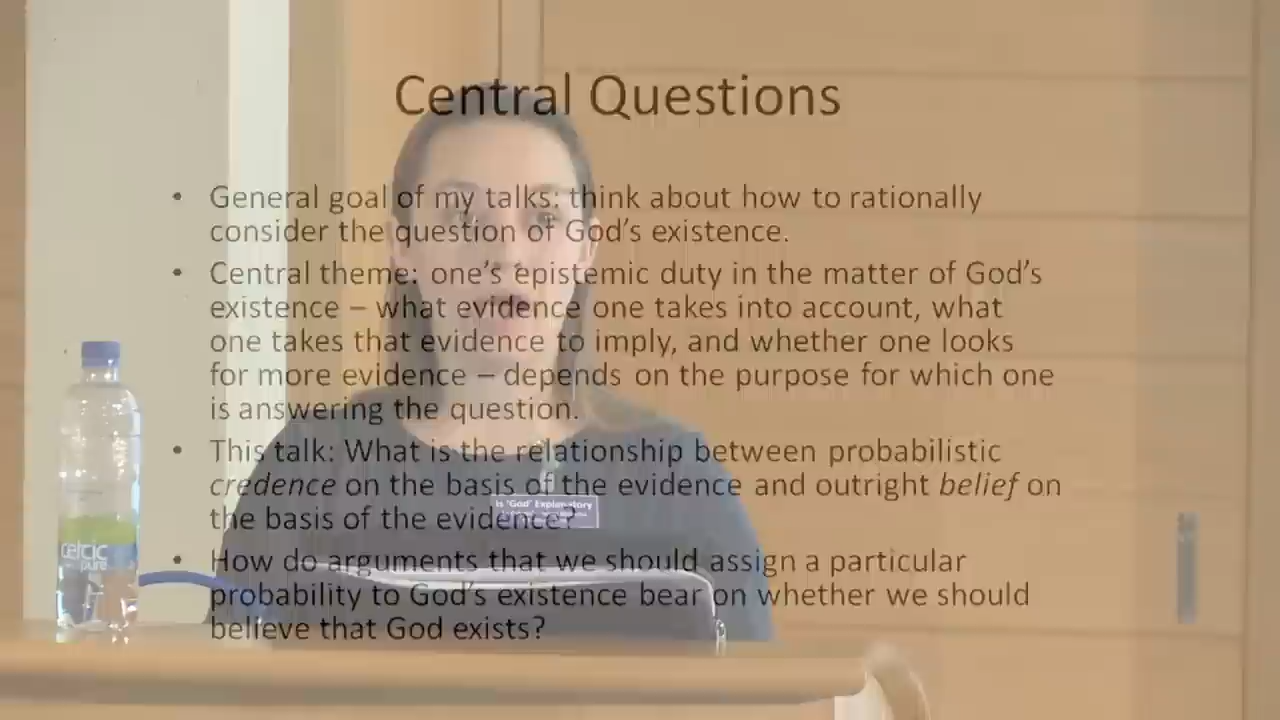 Central Questions
• General goal of my talks: think about how to rationally
consider the question of God's existence.
• Central theme: one's epistemic duty in the matter of God's
existence – what evidence one takes into account, what
one takes that evidence to imply, and whether one looks
for more evidence – depends on the purpose for which one
is answering the question.
• This talk: What is the relationship between probabilistic
credence on the basis of the evidence and outright belief on
the basis of the evidence?
• How do arguments that we should assign a particular
probability to God's existence bear on whether we should
believe that God exists?
Is 'God' Explanatory
celtic
pure